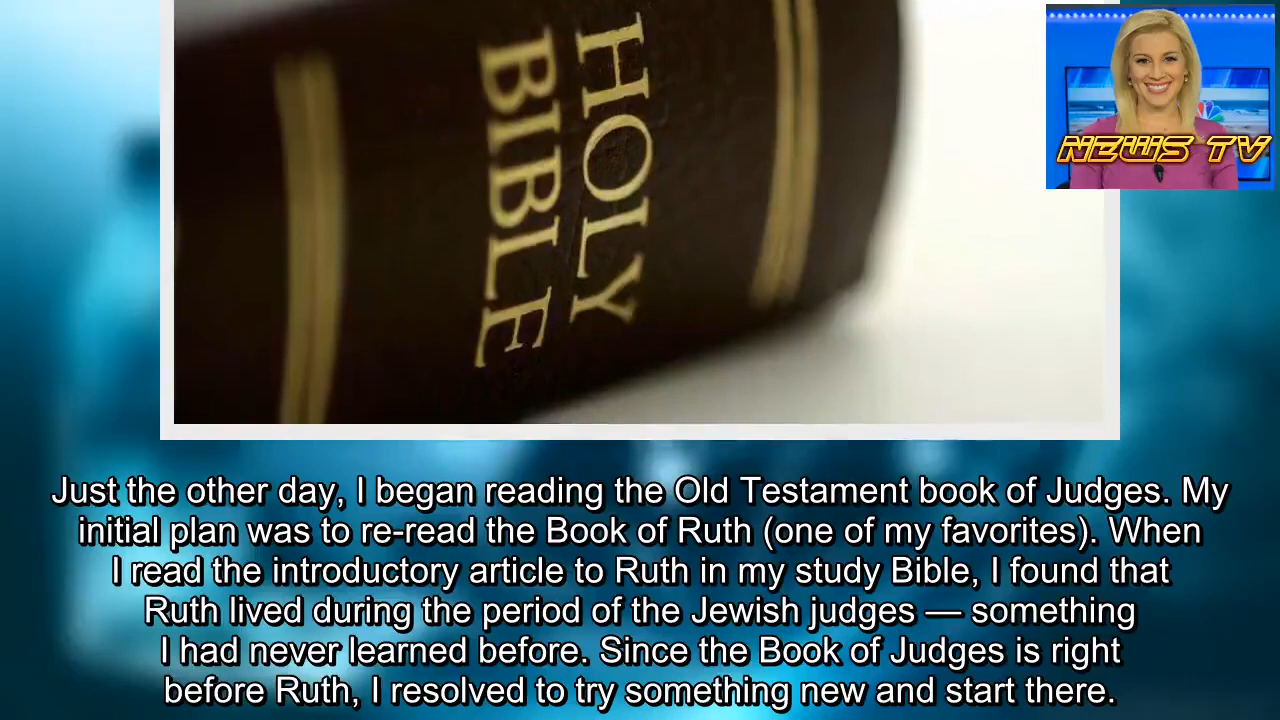 HOLY
BIBLE
NEWS TV
Just the other day, I began reading the Old Testament book of Judges. My
initial plan was to re-read the Book of Ruth (one of my favorites). When
I read the introductory article to Ruth in my study Bible, I found that
Ruth lived during the period of the Jewish judges — something
I had never learned before. Since the Book of Judges is right
before Ruth, I resolved to try something new and start there.